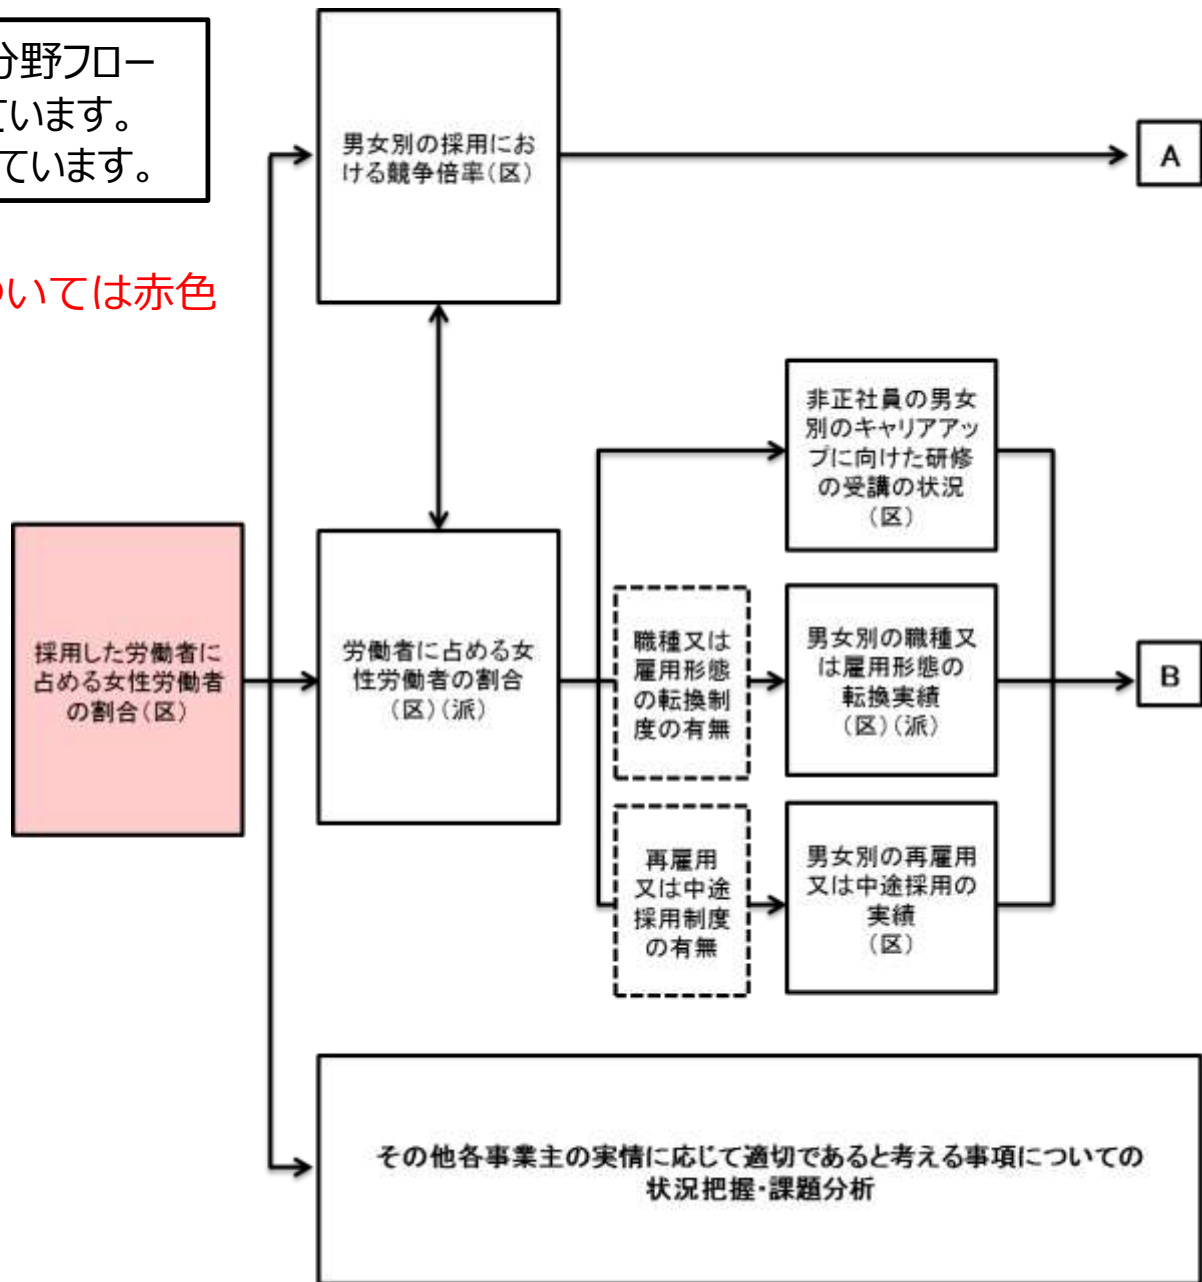 分野フロー
ています。
ています。
ついては赤色
男女別の採用にお
ける競争倍率(区)
A
非正社員の男女
別のキャリアアッ
プに向けた研修
の受講の状況
(区)
採用した労働者に
占める女性労働者
の割合(区)
労働者に占める女
性労働者の割合
(区)(派)
職種又は
雇用形態
の転換制
度の有無
男女別の職種又
は雇用形態の
転換実績
(区)(派)
B
再雇用
又は中途
採用制度
の有無
男女別の再雇用
又は中途採用の
実績
(区)
その他各事業主の実情に応じて適切であると考える事項についての
状況把握・課題分析